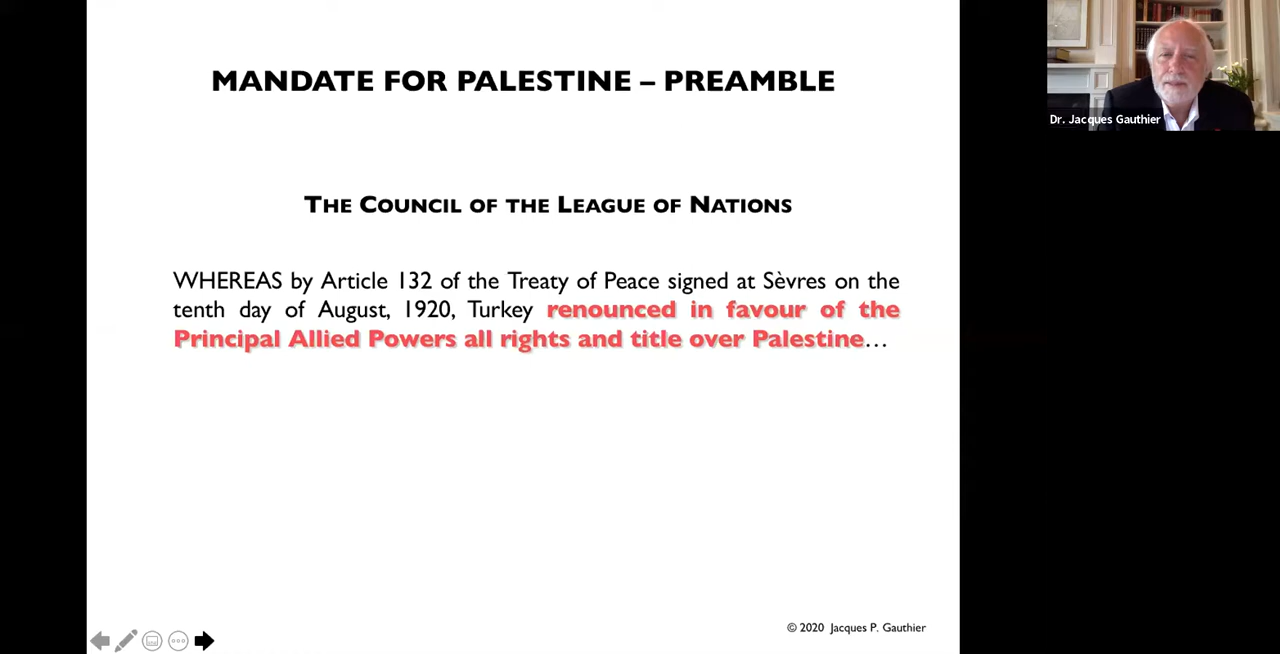 MANDATE FOR PALESTINE – PREAMBLE
THE COUNCIL OF THE LEAGUE OF NATIONS
WHEREAS by Article 132 of the Treaty of Peace signed at Sèvres on the
tenth day of August, 1920, Turkey renounced in favour of the
Principal Allied Powers all rights and title over Palestine…
© 2020 Jacques P. Gauthier
Dr. Jacques Gauthier